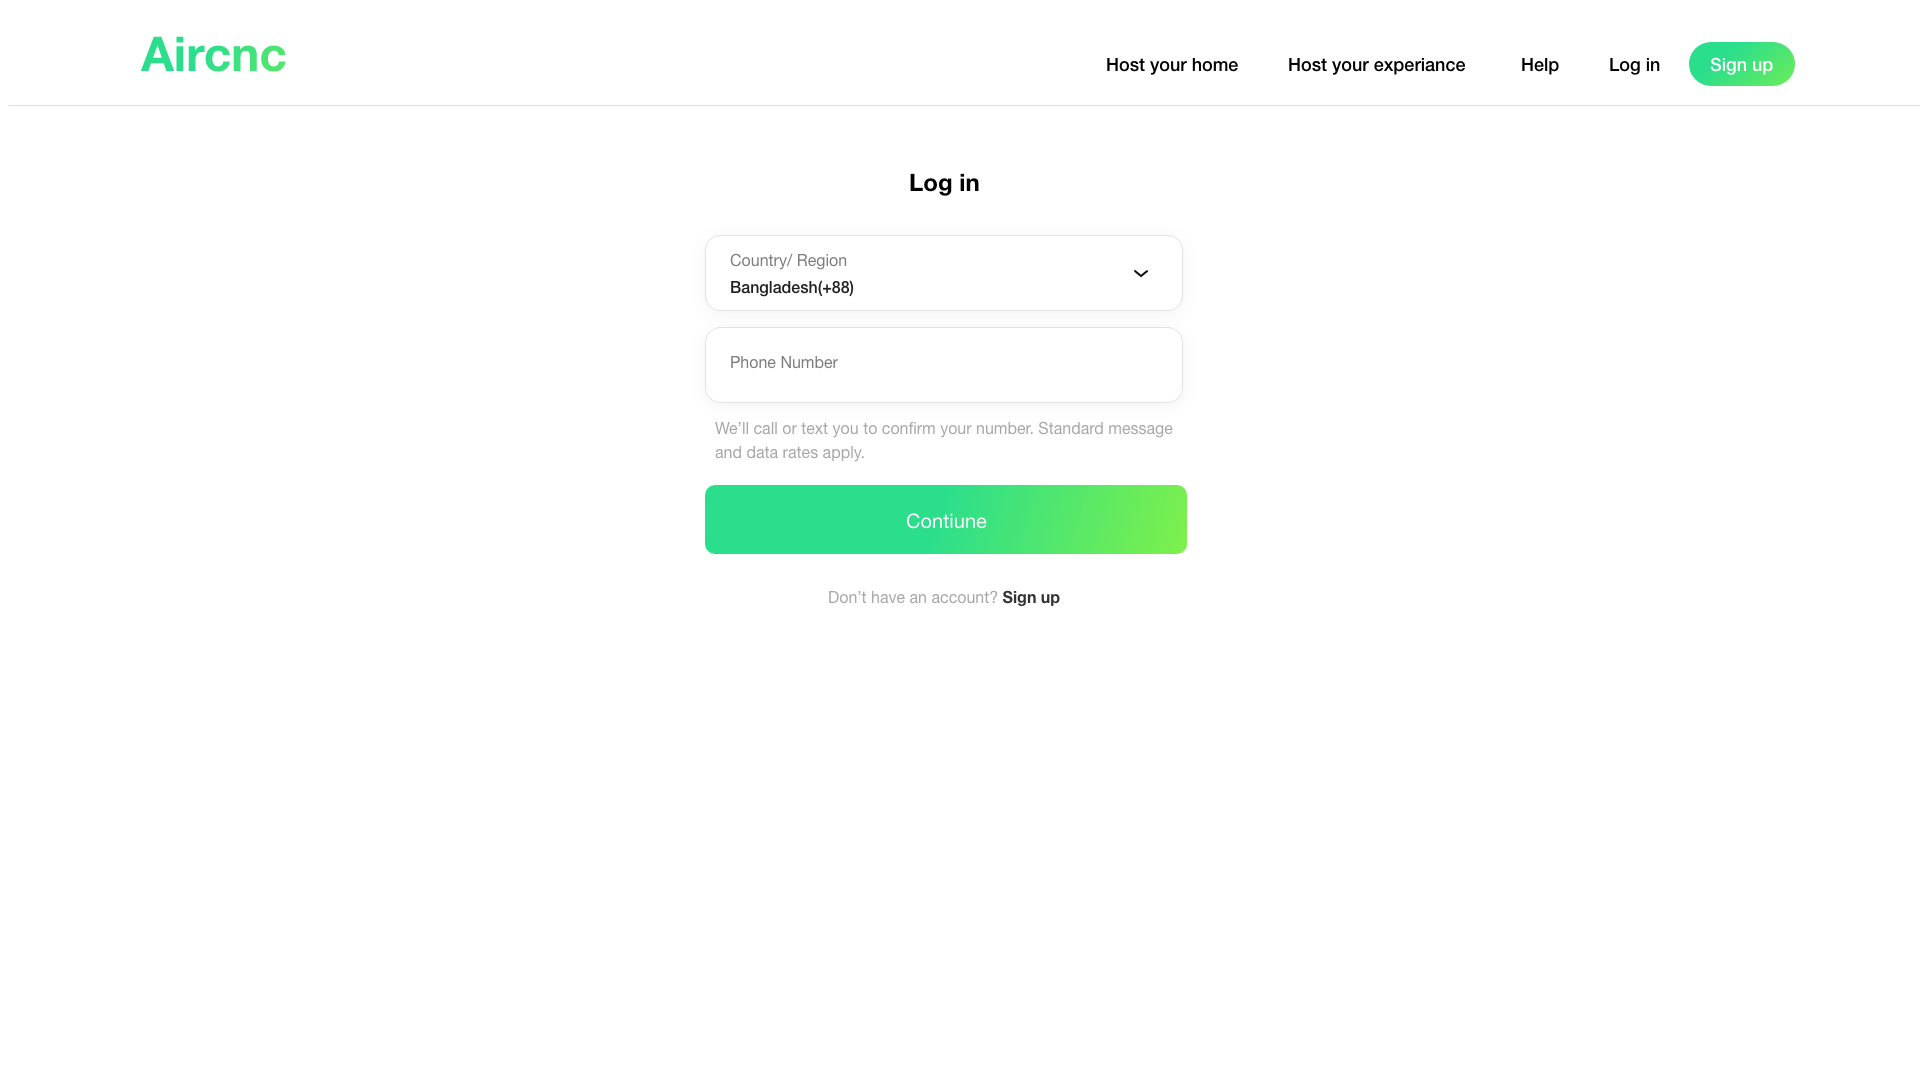 Aircnc
Host your home
Host your experiance
Help
Log in
Sign up
Log in
Country/ Region
Bangladesh(+88)
Phone Number
We’ll call or text you to confirm your number. Standard message
and data rates apply.
Contiune
Don’t have an account? Sign up